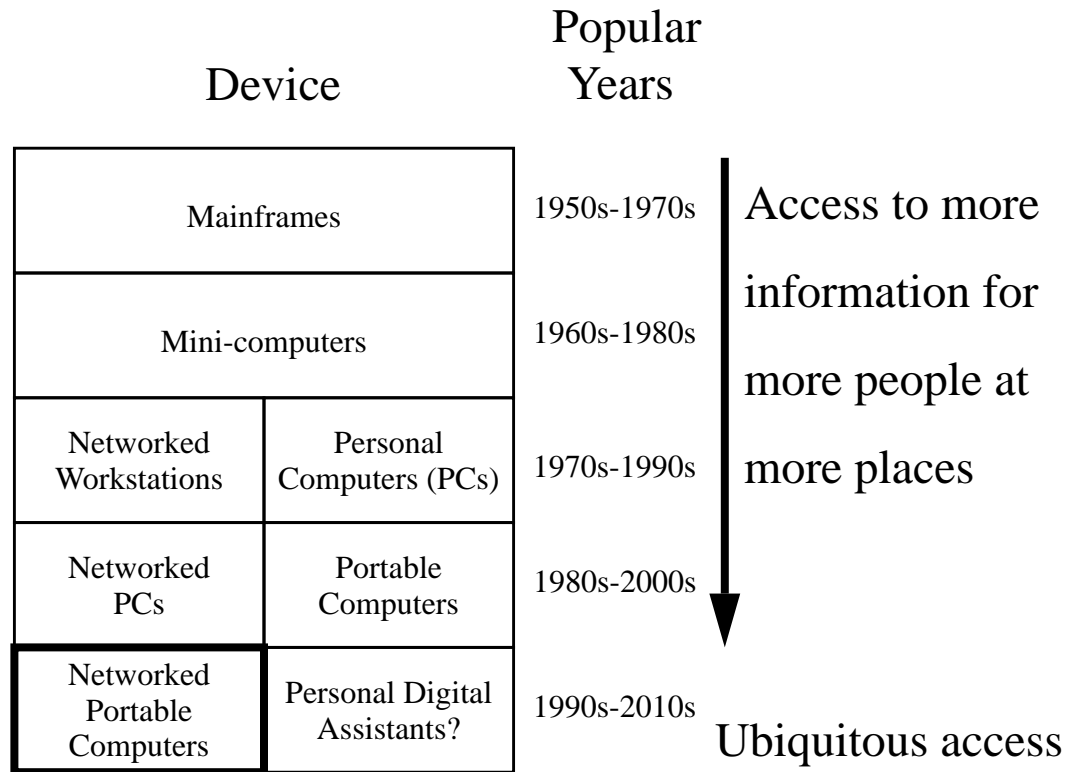 Device
Popular
Years
Mainframes
1950s-1970s
Mini-computers
1960s-1980s
Networked
Workstations
Personal
Computers (PCs)
1970s-1990s
Networked
PCs
Portable
Computers
1980s-2000s
Networked
Portable
Computers
Personal Digital
Assistants?
1990s-2010s
Access to more
information for
more people at
more places
Ubiquitous access